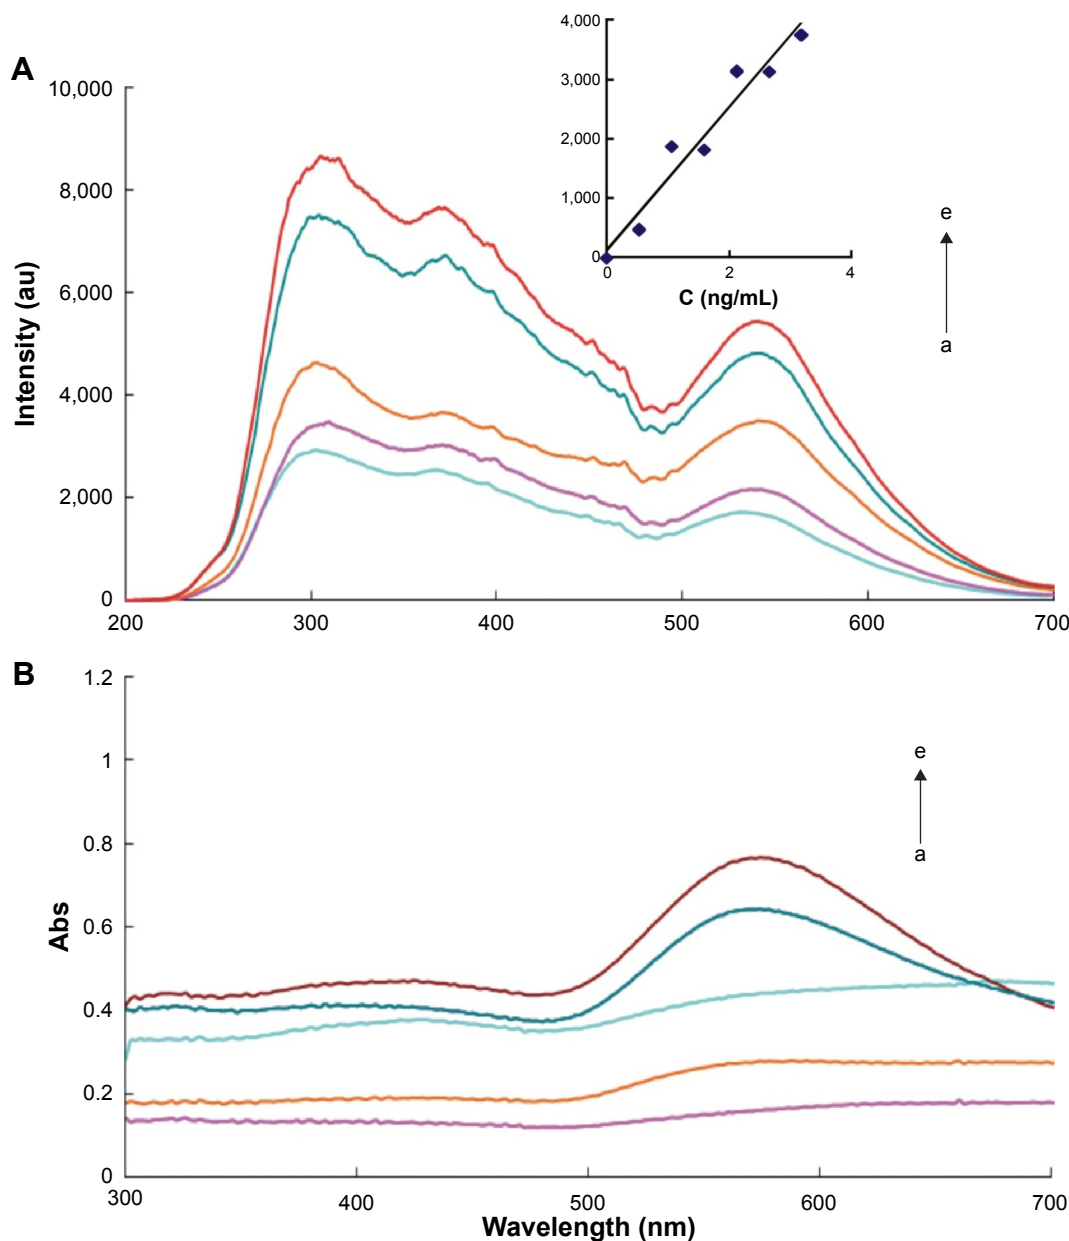 A
Intensity (au)
10,000
8,000
6,000
4,000
2,000
0
200 300 400 500 600 700
4,000
3,000
2,000
1,000
0
0 2 4
C (ng/mL)
e
a
B
Abs
1.2
1
0.8
0.6
0.4
0.2
0
300 400 500 600 700
e
a
Wavelength (nm)